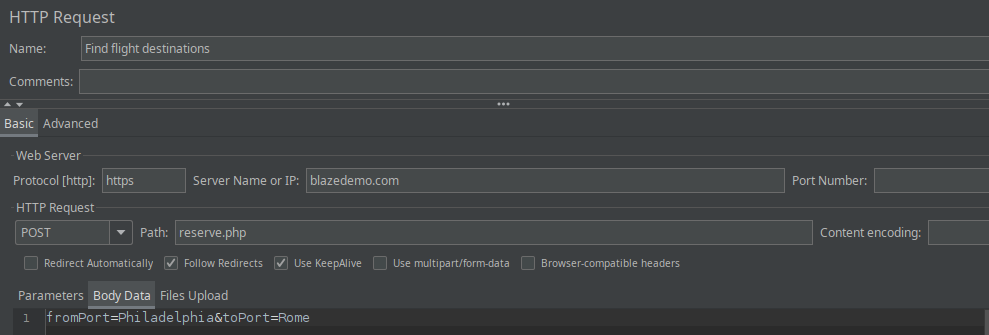 HTTP Request
Name: Find flight destinations
Comments:
Basic Advanced
Web Server
Protocol [http]: https Server Name or IP: blazedemo.com Port Number:
HTTP Request
POST Path: reserve.php Content encoding:
Redirect Automatically Follow Redirects Use KeepAlive Use multipart/form-data Browser-compatible headers
Parameters Body Data Files Upload
1 fromPort=Philadelphia&toPort=Rome